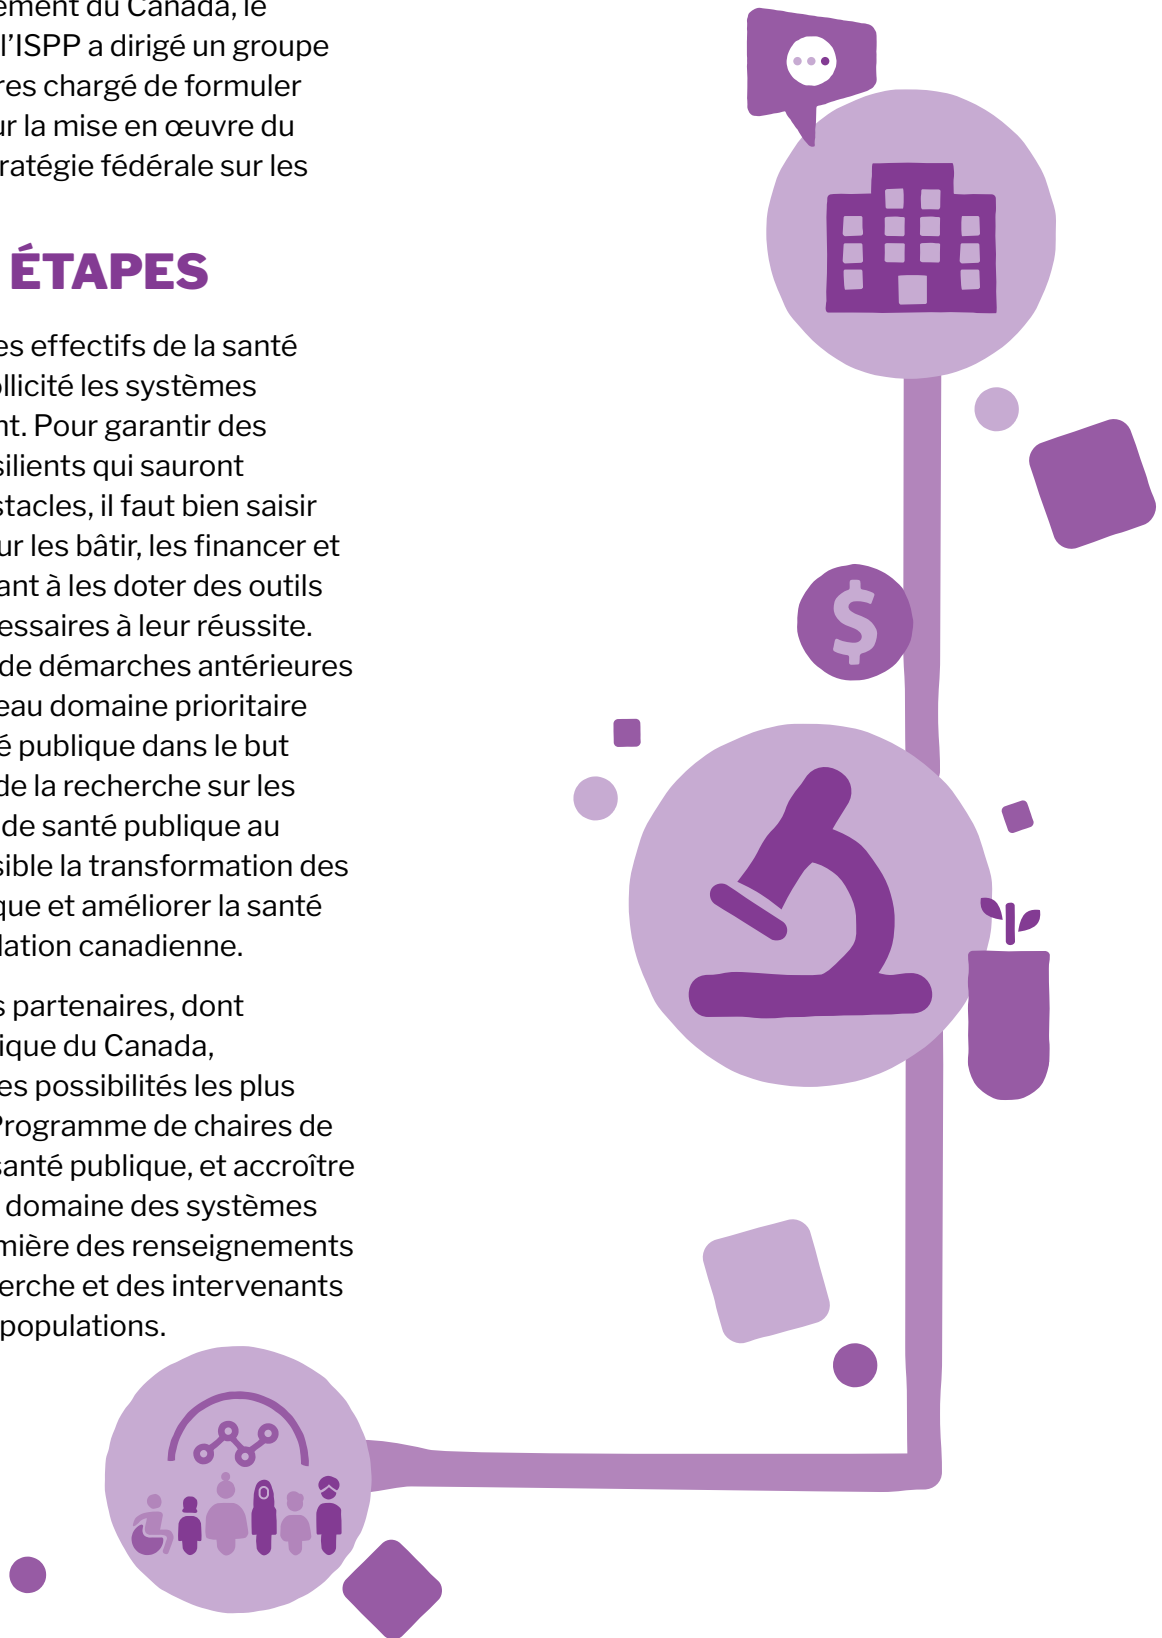 ement du Canada, le
l’ISPP a dirigé un groupe
res chargé de formuler
ur la mise en œuvre du
ratégie fédérale sur les
ÉTAPES
es effectifs de la santé
ollicité les systèmes
nt. Pour garantir des
silients qui sauront
stacles, il faut bien saisir
ur les bâtir, les financer et
ant à les doter des outils
essaires à leur réussite.
de démarches antérieures
eau domaine prioritaire
é publique dans le but
de la recherche sur les
de santé publique au
sible la transformation des
que et améliorer la santé
lation canadienne.
s partenaires, dont
ique du Canada,
es possibilités les plus
Programme de chaires de
santé publique, et accroître
domaine des systèmes
mière des renseignements
erche et des intervenants
populations.
$